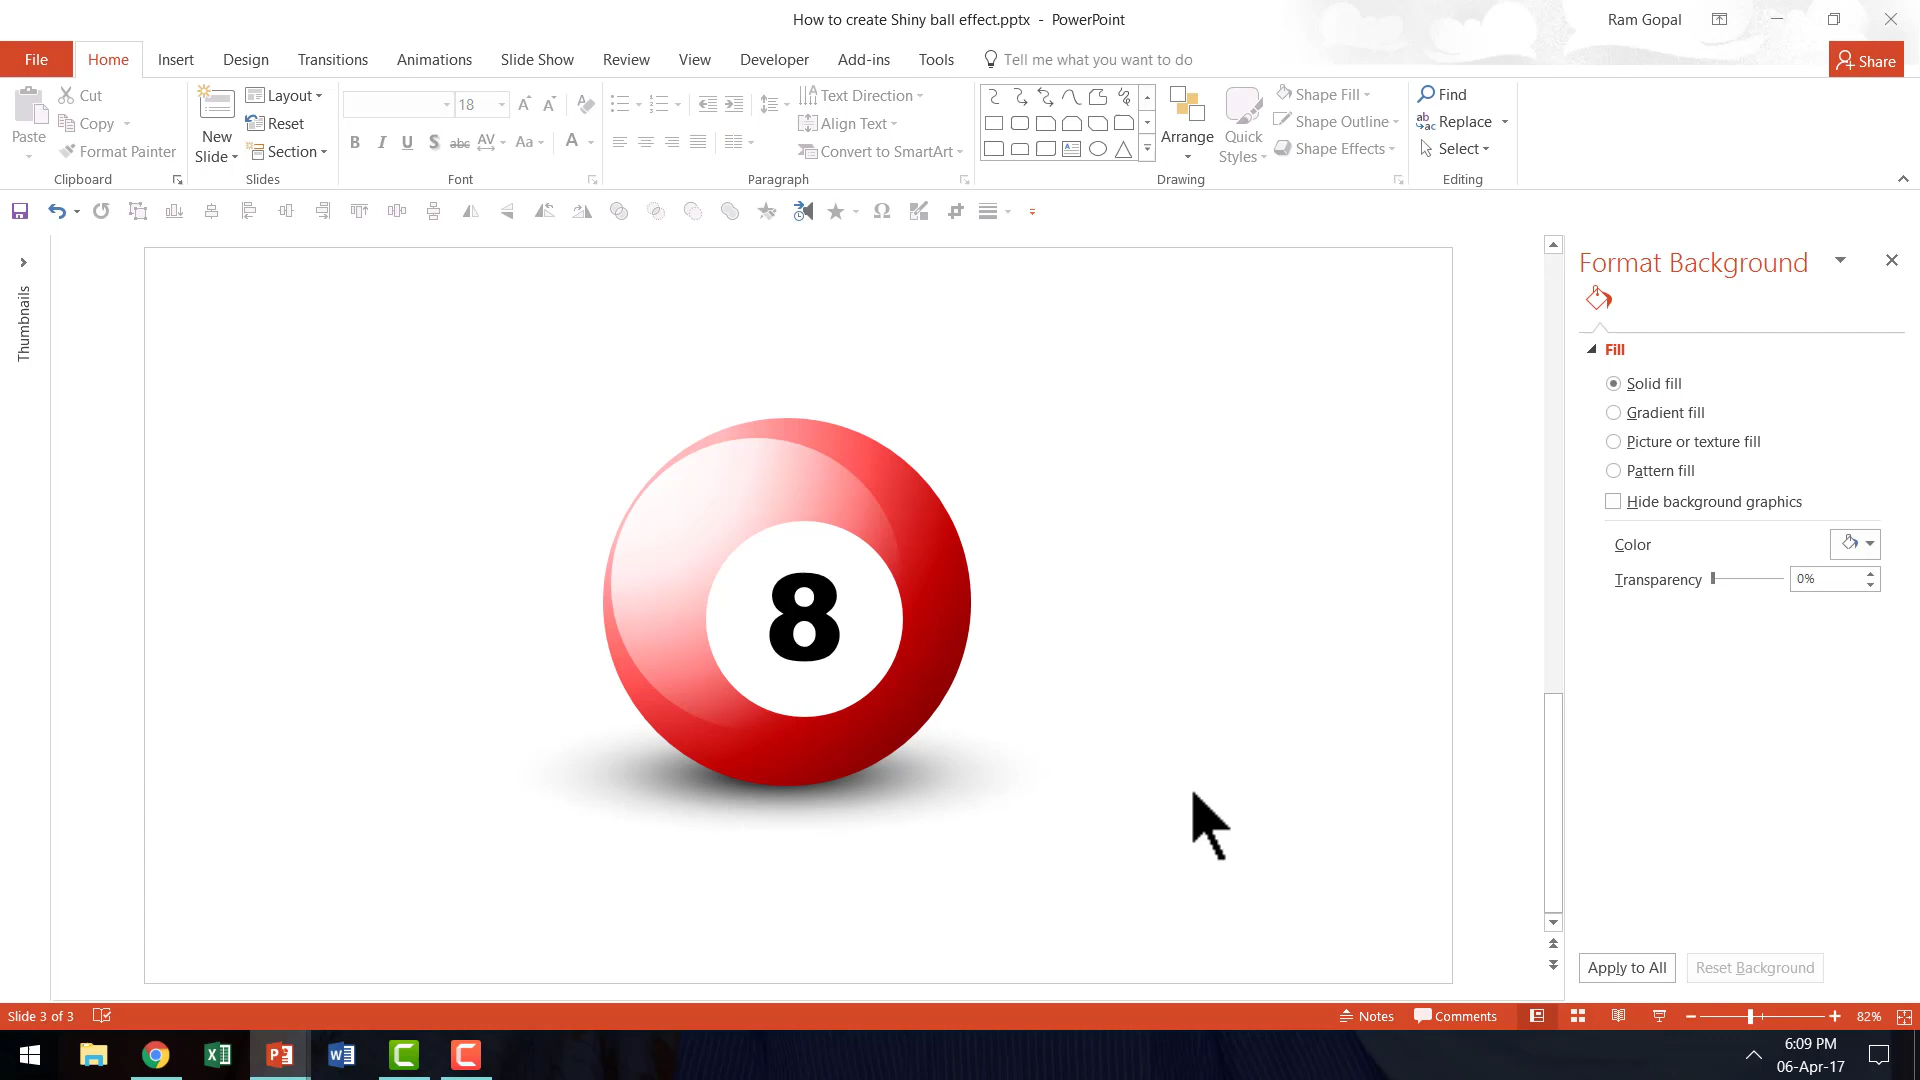 How to create Shiny ball effect.pptx - PowerPoint
Ram Gopal
File Home Insert Design Transitions Animations Slide Show Review View Developer Add-ins Tools Tell me what you want to do
Share
Paste
Cut
Copy
Format Painter
Clipboard
New Slide
Layout
Reset
Section
Slides
18
B I U S abc AV Aa A
Font
Text Direction
Align Text
Convert to SmartArt
Paragraph
Arrange
Quick Styles
Shape Fill
Shape Outline
Shape Effects
Drawing
Find
Replace
Select
Editing
Thumbnails
8
Format Background
Fill
Solid fill
Gradient fill
Picture or texture fill
Pattern fill
Hide background graphics
Color
Transparency 0%
Apply to All Reset Background
Slide 3 of 3
Notes Comments 82%
6:09 PM
06-Apr-17